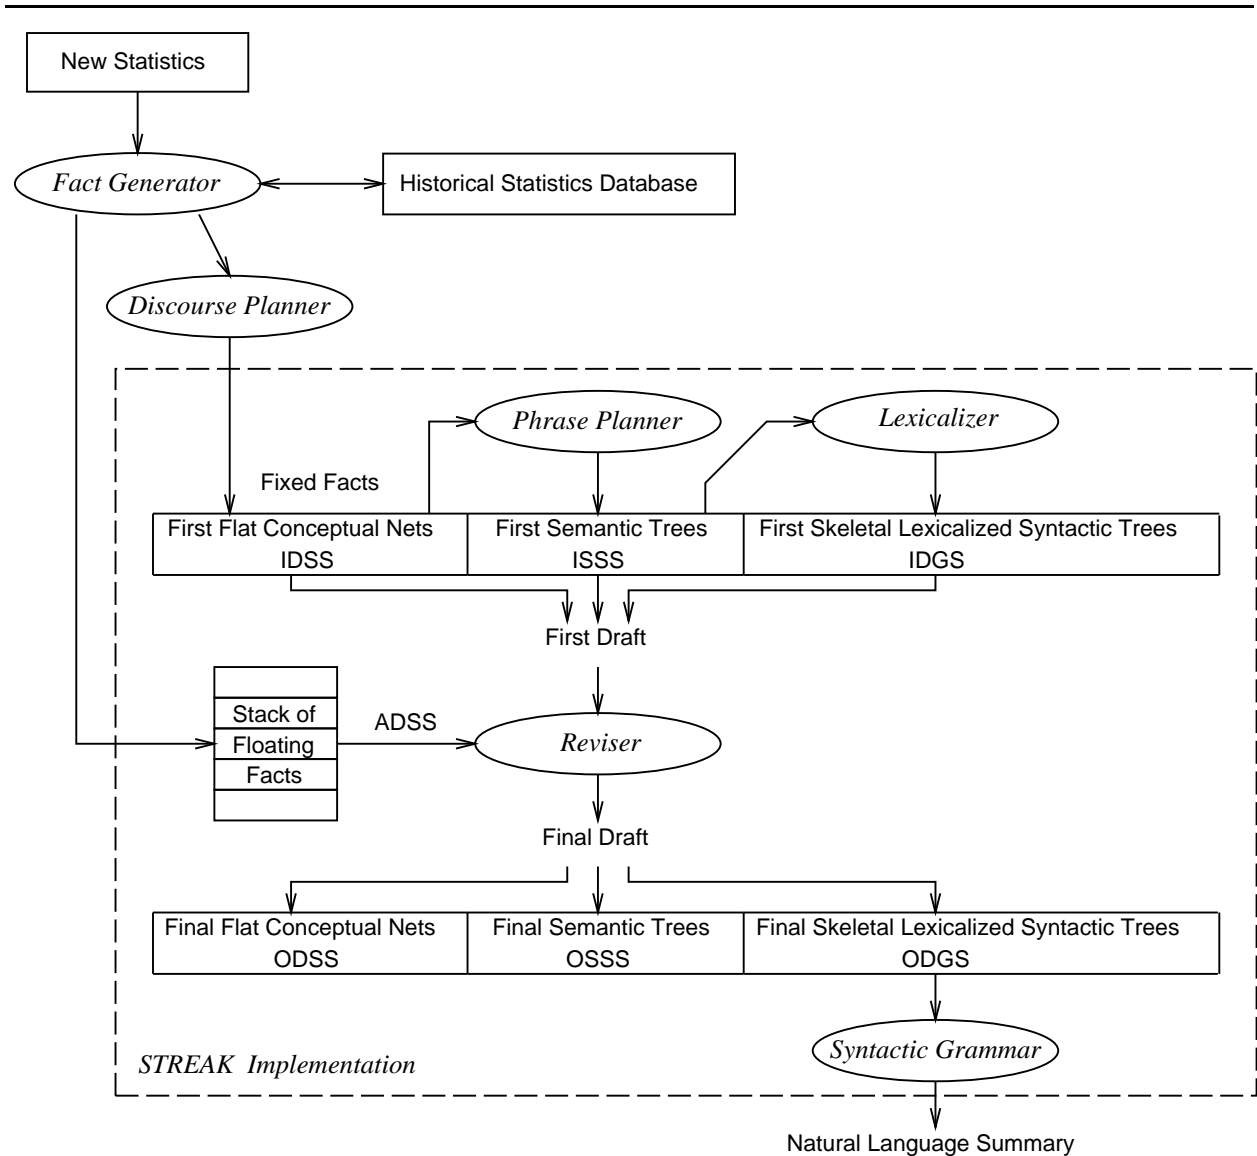 New Statistics
Fact Generator
Historical Statistics Database
Discourse Planner
Phrase Planner
Lexicalizer
Fixed Facts
First Flat Conceptual Nets
IDSS
First Semantic Trees
ISSS
First Skeletal Lexicalized Syntactic Trees
IDGS
First Draft
Stack of
Floating
Facts
ADSS
Reviser
Final Draft
Final Flat Conceptual Nets
ODSS
Final Semantic Trees
OSSS
Final Skeletal Lexicalized Syntactic Trees
ODGS
Syntactic Grammar
STREAK Implementation
Natural Language Summary